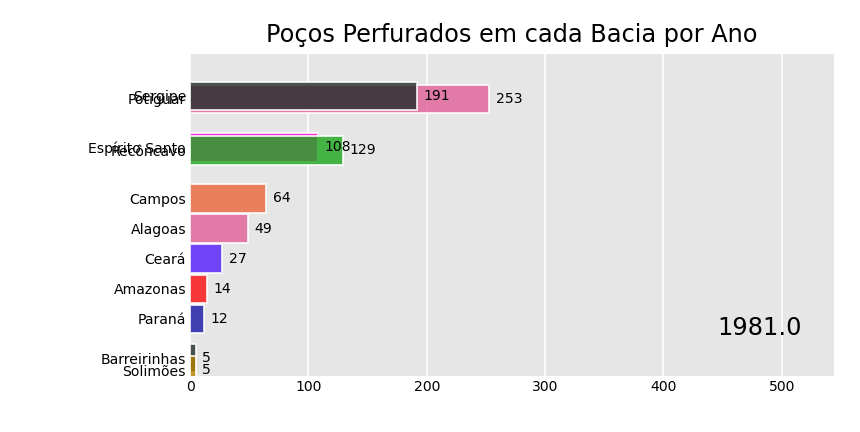 Poços Perfurados em cada Bacia por Ano
Sergipe 191
Potiguar 253
Espírito Santo 108
Recôncavo 129
Campos 64
Alagoas 49
Ceará 27
Amazonas 14
Paraná 12
1981.0
Barreirinhas 5
Solimões 5
0 100 200 300 400 500